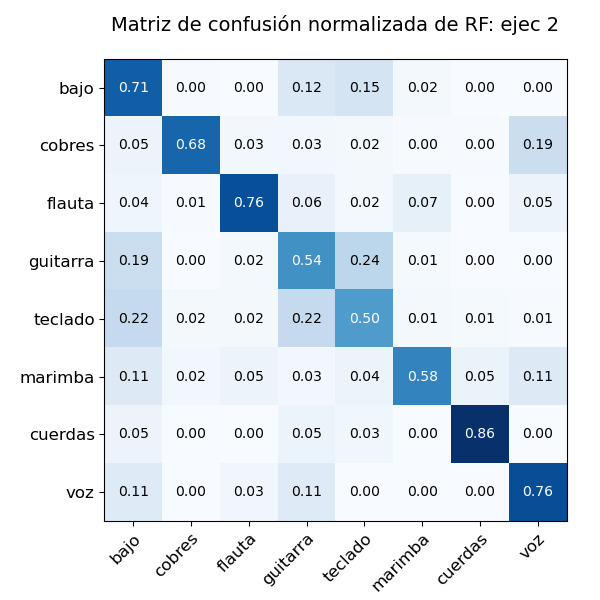 Matriz de confusión normalizada de RF: ejec 2
bajo 0.71 0.00 0.00 0.12 0.15 0.02 0.00 0.00
cobres 0.05 0.68 0.03 0.03 0.02 0.00 0.00 0.19
flauta 0.04 0.01 0.76 0.06 0.02 0.07 0.00 0.05
guitarra 0.19 0.00 0.02 0.54 0.24 0.01 0.00 0.00
teclado 0.22 0.02 0.02 0.22 0.50 0.01 0.01 0.01
marimba 0.11 0.02 0.05 0.03 0.04 0.58 0.05 0.11
cuerdas 0.05 0.00 0.00 0.05 0.03 0.00 0.86 0.00
voz 0.11 0.00 0.03 0.11 0.00 0.00 0.00 0.76
bajo cobres flauta guitarra teclado marimba cuerdas voz